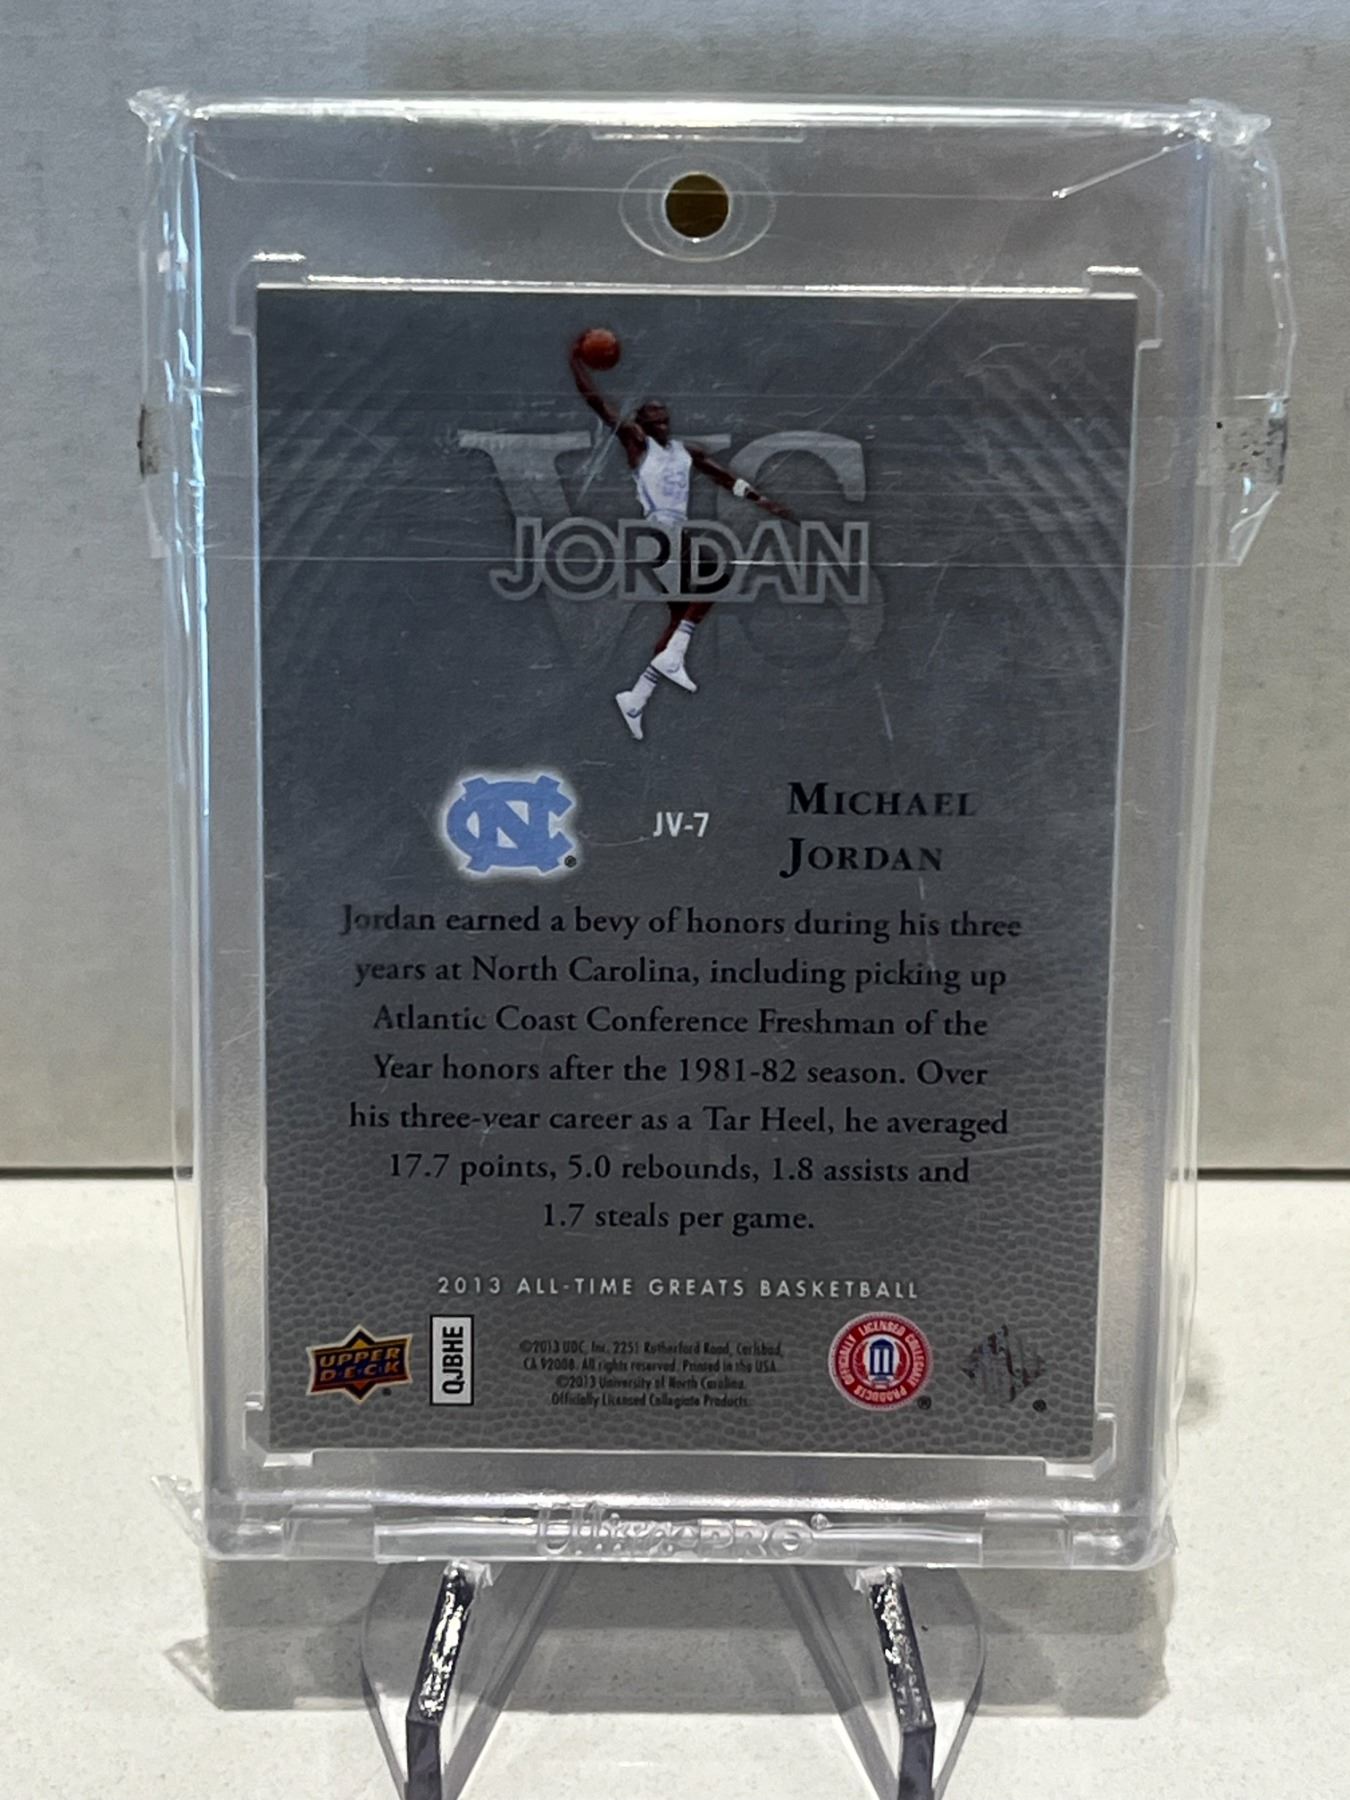 VS
JORDAN
JV-7
MICHAEL
JORDAN
Jordan earned a bevy of honors during his three
years at North Carolina, including picking up
Atlantic Coast Conference Freshman of the
Year honors after the 1981-82 season. Over
his three-year career as a Tar Heel, he averaged
17.7 points, 5.0 rebounds, 1.8 assists and
1.7 steals per game.
2013 ALL-TIME GREATS BASKETBALL
UPPER
D·E·C·K
QJBHE
©2013 UDC, Inc. 2251 Rutherford Road, Carlsbad,
CA 92008. All rights reserved. Printed in the USA
©2013 University of North Carolina.
Officially Licensed Collegiate Products.
OFFICIALLY LICENSED COLLEGIATE PRODUCTS
®
Ultra·PRO®